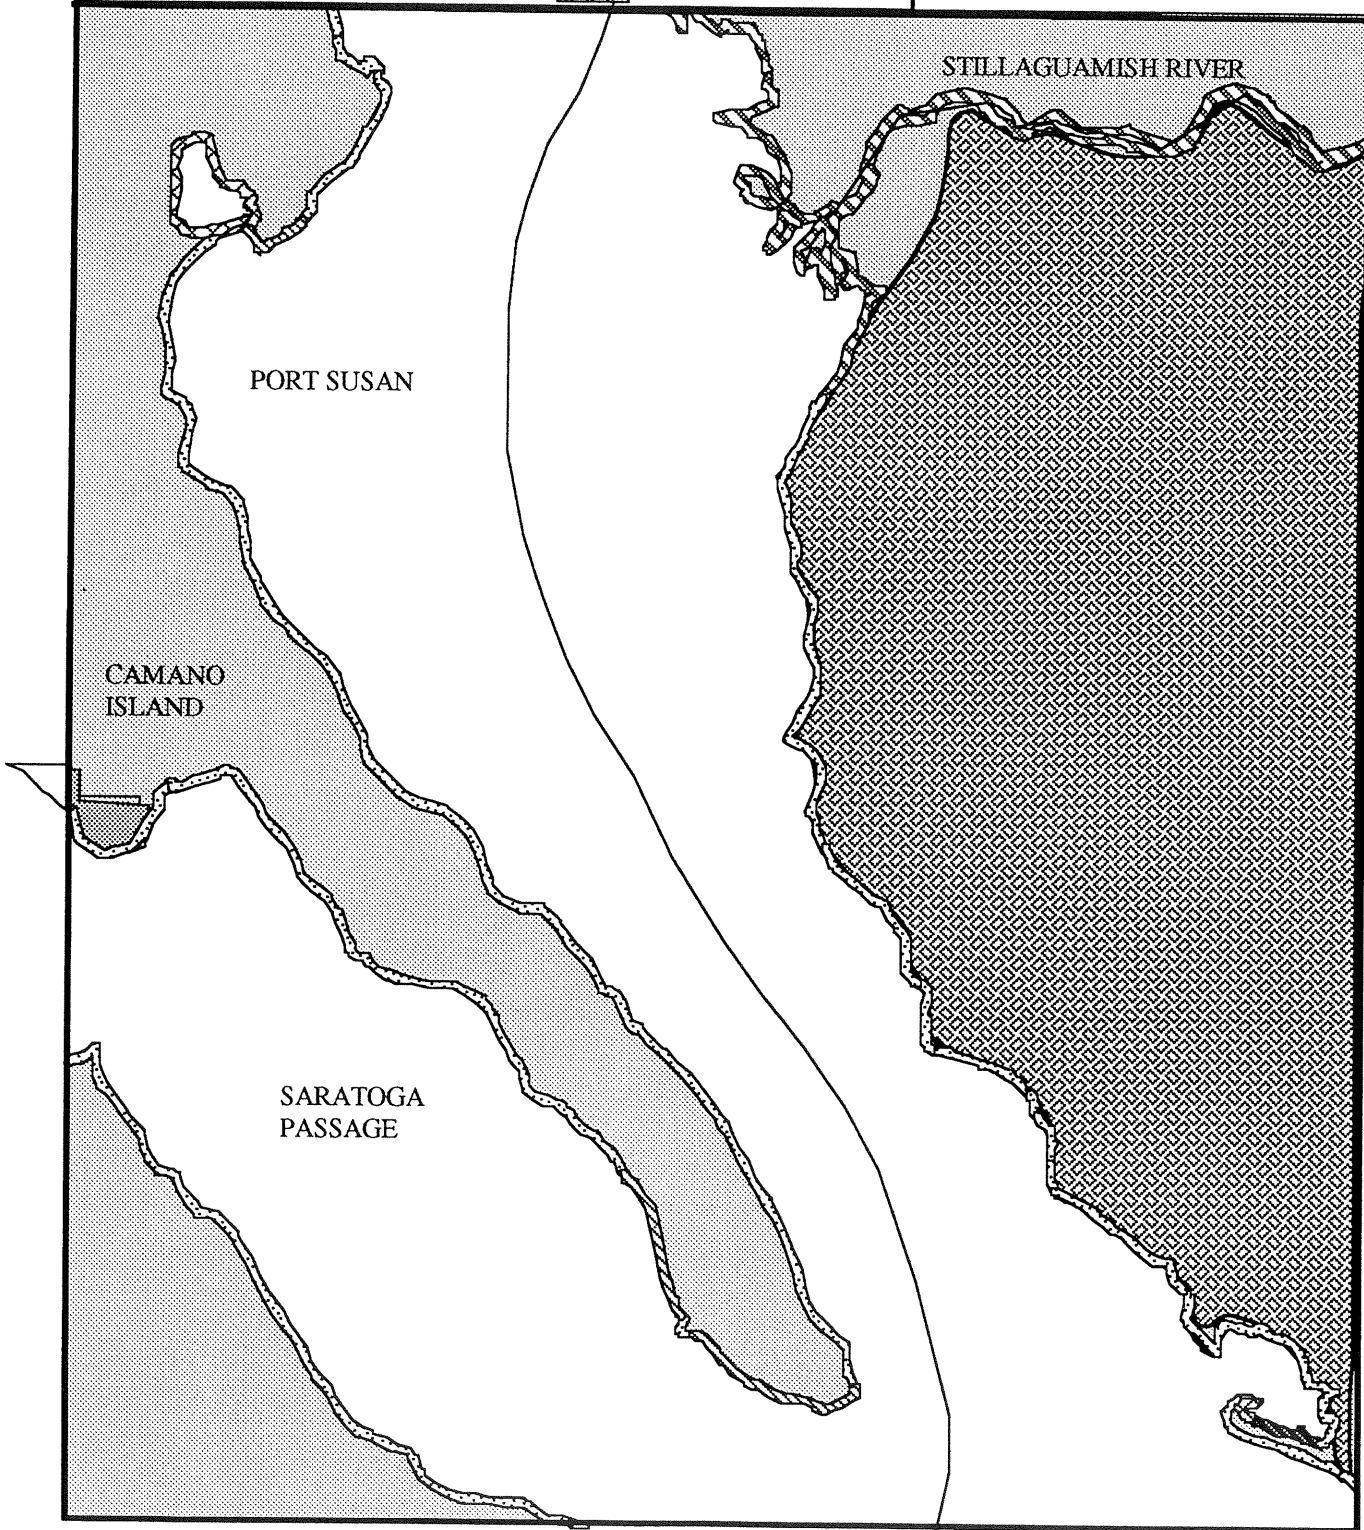 STILLAGUAMISH RIVER
PORT SUSAN
CAMANO
ISLAND
SARATOGA
PASSAGE